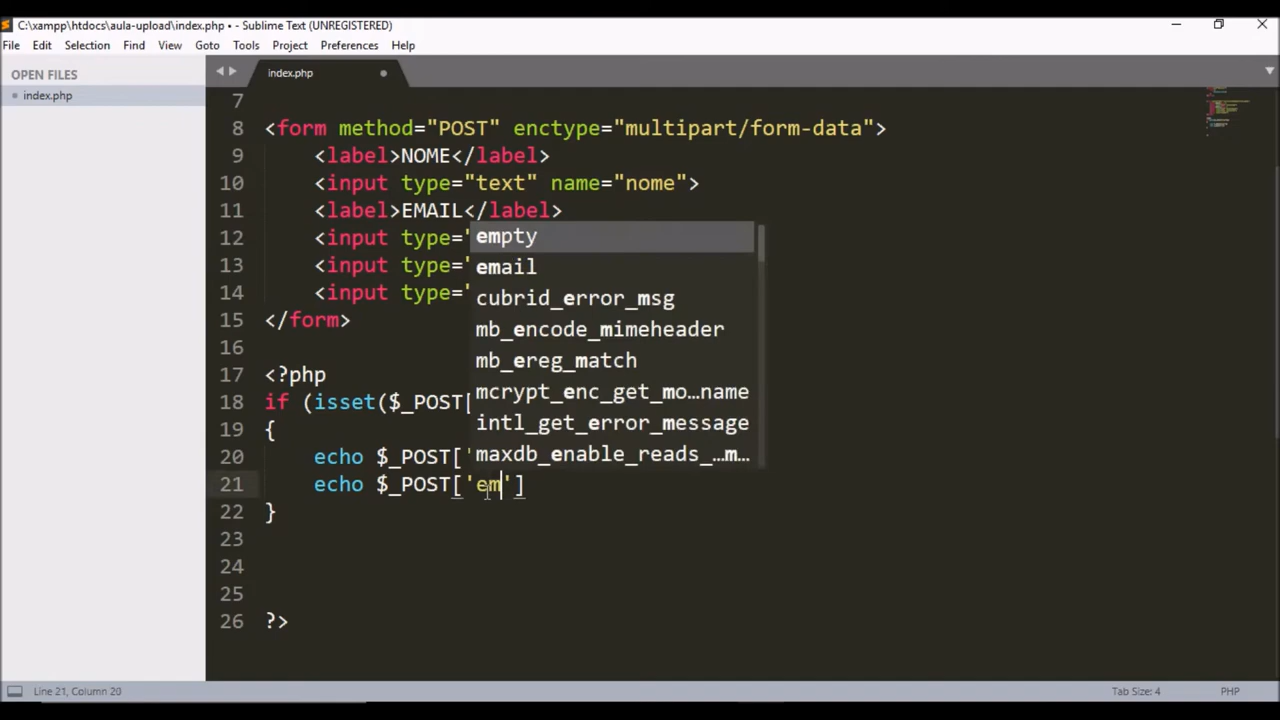 C:\xampp\htdocs\aula-upload\index.php • - Sublime Text (UNREGISTERED)
File Edit Selection Find View Goto Tools Project Preferences Help
OPEN FILES
index.php
index.php
7
8 <form method="POST" enctype="multipart/form-data">
9 <label>NOME</label>
10 <input type="text" name="nome">
11 <label>EMAIL</label>
12 <input type="
13 <input type="
14 <input type="
15 </form>
16
17 <?php
18 if (isset($_POST[
19 {
20 echo $_POST['
21 echo $_POST['em']
22 }
23
24
25
26 ?>
empty
email
cubrid_error_msg
mb_encode_mimeheader
mb_ereg_match
mcrypt_enc_get_mo…name
intl_get_error_message
maxdb_enable_reads_…m…
Line 21, Column 20
Tab Size: 4
PHP